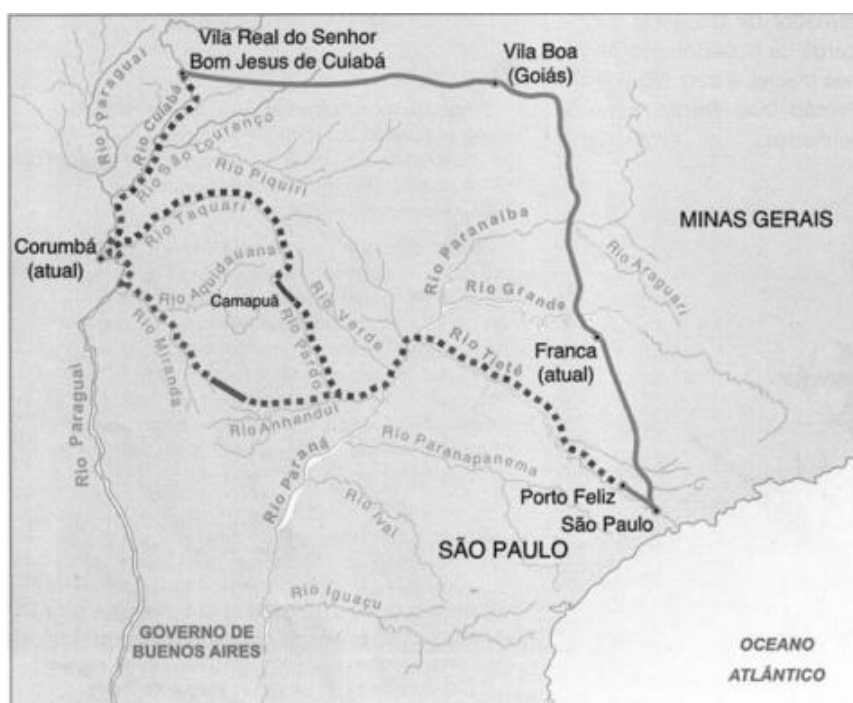 Vila Real do Senhor
Bom Jesus de Cuiabá
Vila Boa
(Goiás)
Rio Paraguai
Rio Cuiabá
Rio São Lourenço
Rio Piquiri
Rio Taquari
Corumbá
(atual)
Rio Aquidauana
Camapuã
Rio Verde
Rio Pardo
Rio Miranda
Rio Anhanduí
Rio Paranaíba
Rio Grande
Rio Araguari
MINAS GERAIS
Rio Tietê
Franca
(atual)
Rio Paraguai
Rio Paraná
Rio Paranapanema
Porto Feliz
São Paulo
Rio Ivaí
SÃO PAULO
Rio Iguaçu
GOVERNO DE
BUENOS AIRES
OCEANO
ATLÂNTICO